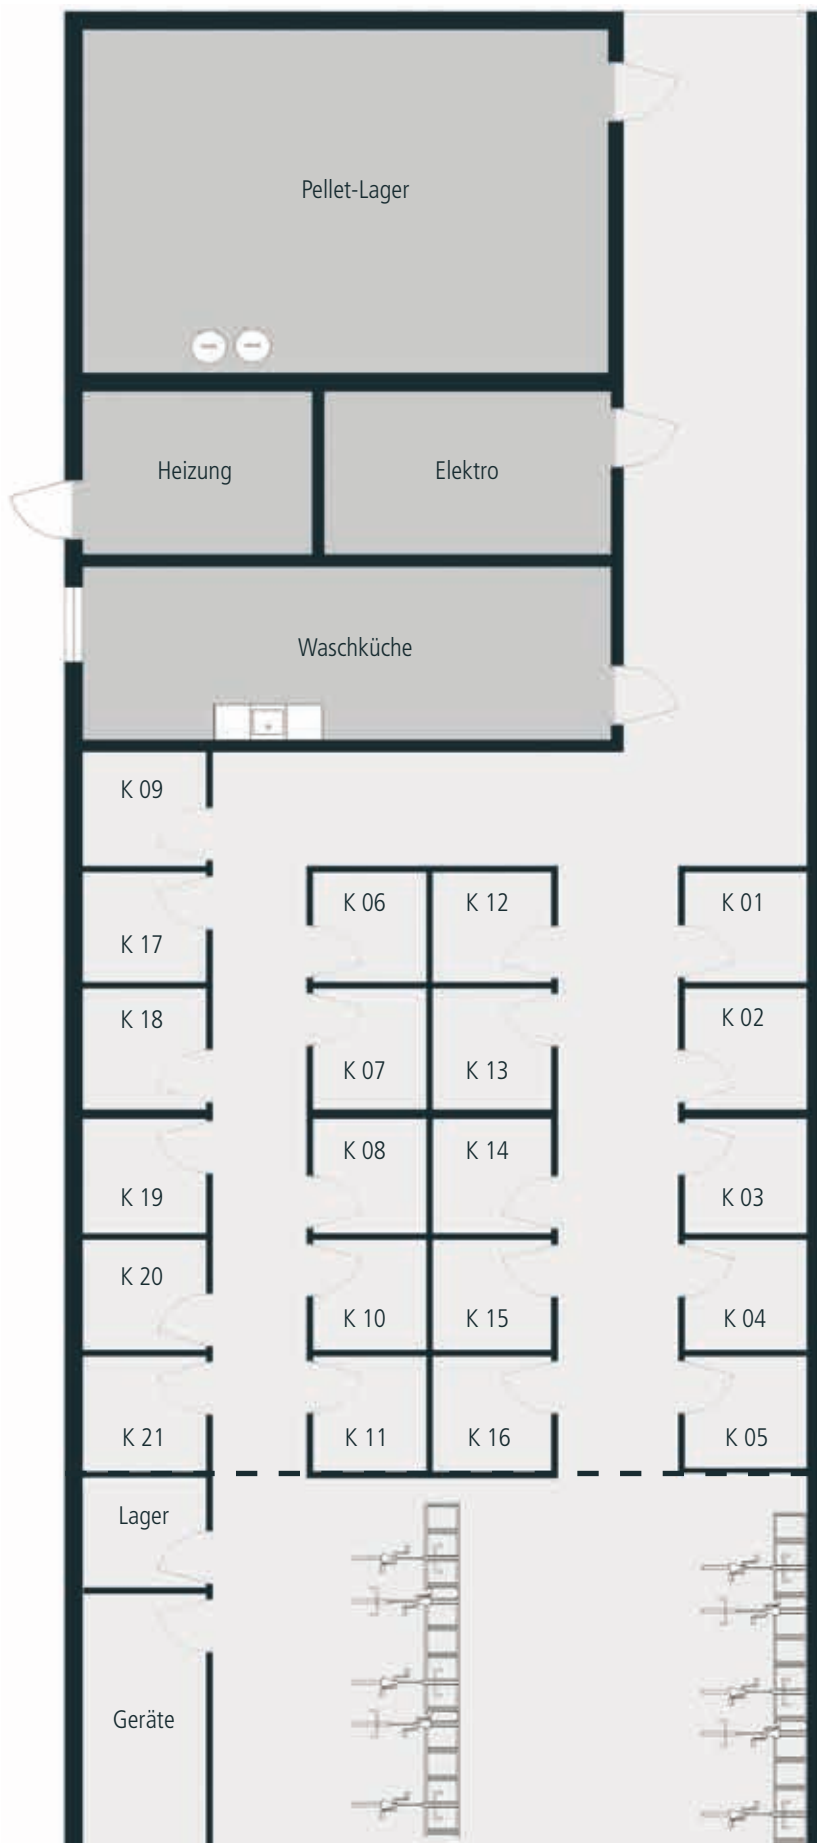 Pellet-Lager
Heizung
Elektro
Waschküche
K 09
K 06
K 12
K 01
K 17
K 18
K 02
K 07
K 13
K 08
K 14
K 19
K 03
K 20
K 10
K 15
K 04
K 21
K 11
K 16
K 05
Lager
Geräte